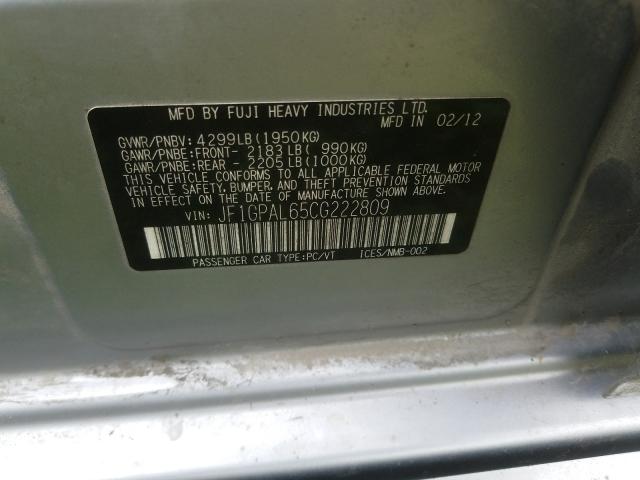 MFD BY FUJI HEAVY INDUSTRIES LTD.
MFD IN 02/12
GVWR/PNBV: 4299LB(1950KG)
GAWR/PNBE:FRONT- 2183LB( 990KG)
GAWR/PNBE:REAR - 2205LB(1000KG)
THIS VEHICLE CONFORMS TO ALL APPLICABLE FEDERAL MOTOR
VEHICLE SAFETY, BUMPER, AND THEFT PREVENTION STANDARDS
IN EFFECT ON THE DATE OF MANUFACTURE SHOWN ABOVE.
VIN: JF1GPAL65CG222809
PASSENGER CAR TYPE:PC/VT ICES/NMB-002